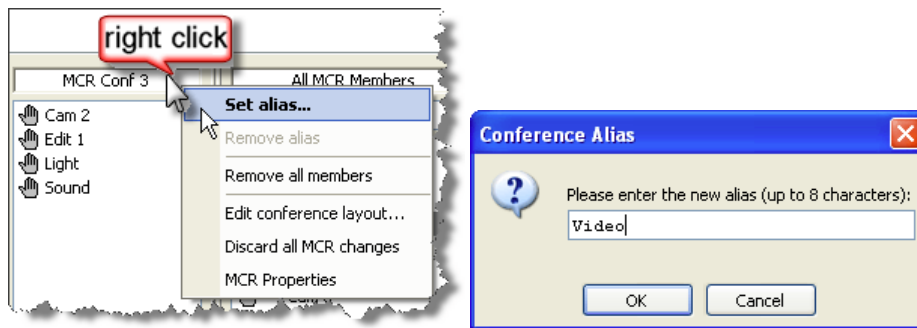 right click
MCR Conf 3
All MCR Members
Cam 2
Edit 1
Light
Sound
Set alias...
Remove alias
Remove all members
Edit conference layout...
Discard all MCR changes
MCR Properties
Conference Alias
Please enter the new alias (up to 8 characters):
Video
OK
Cancel